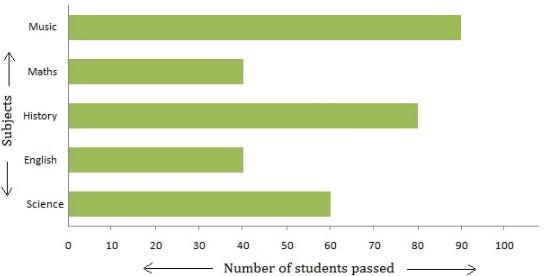 Music
Maths
History
English
Science
Subjects
0 10 20 30 40 50 60 70 80 90 100
Number of students passed